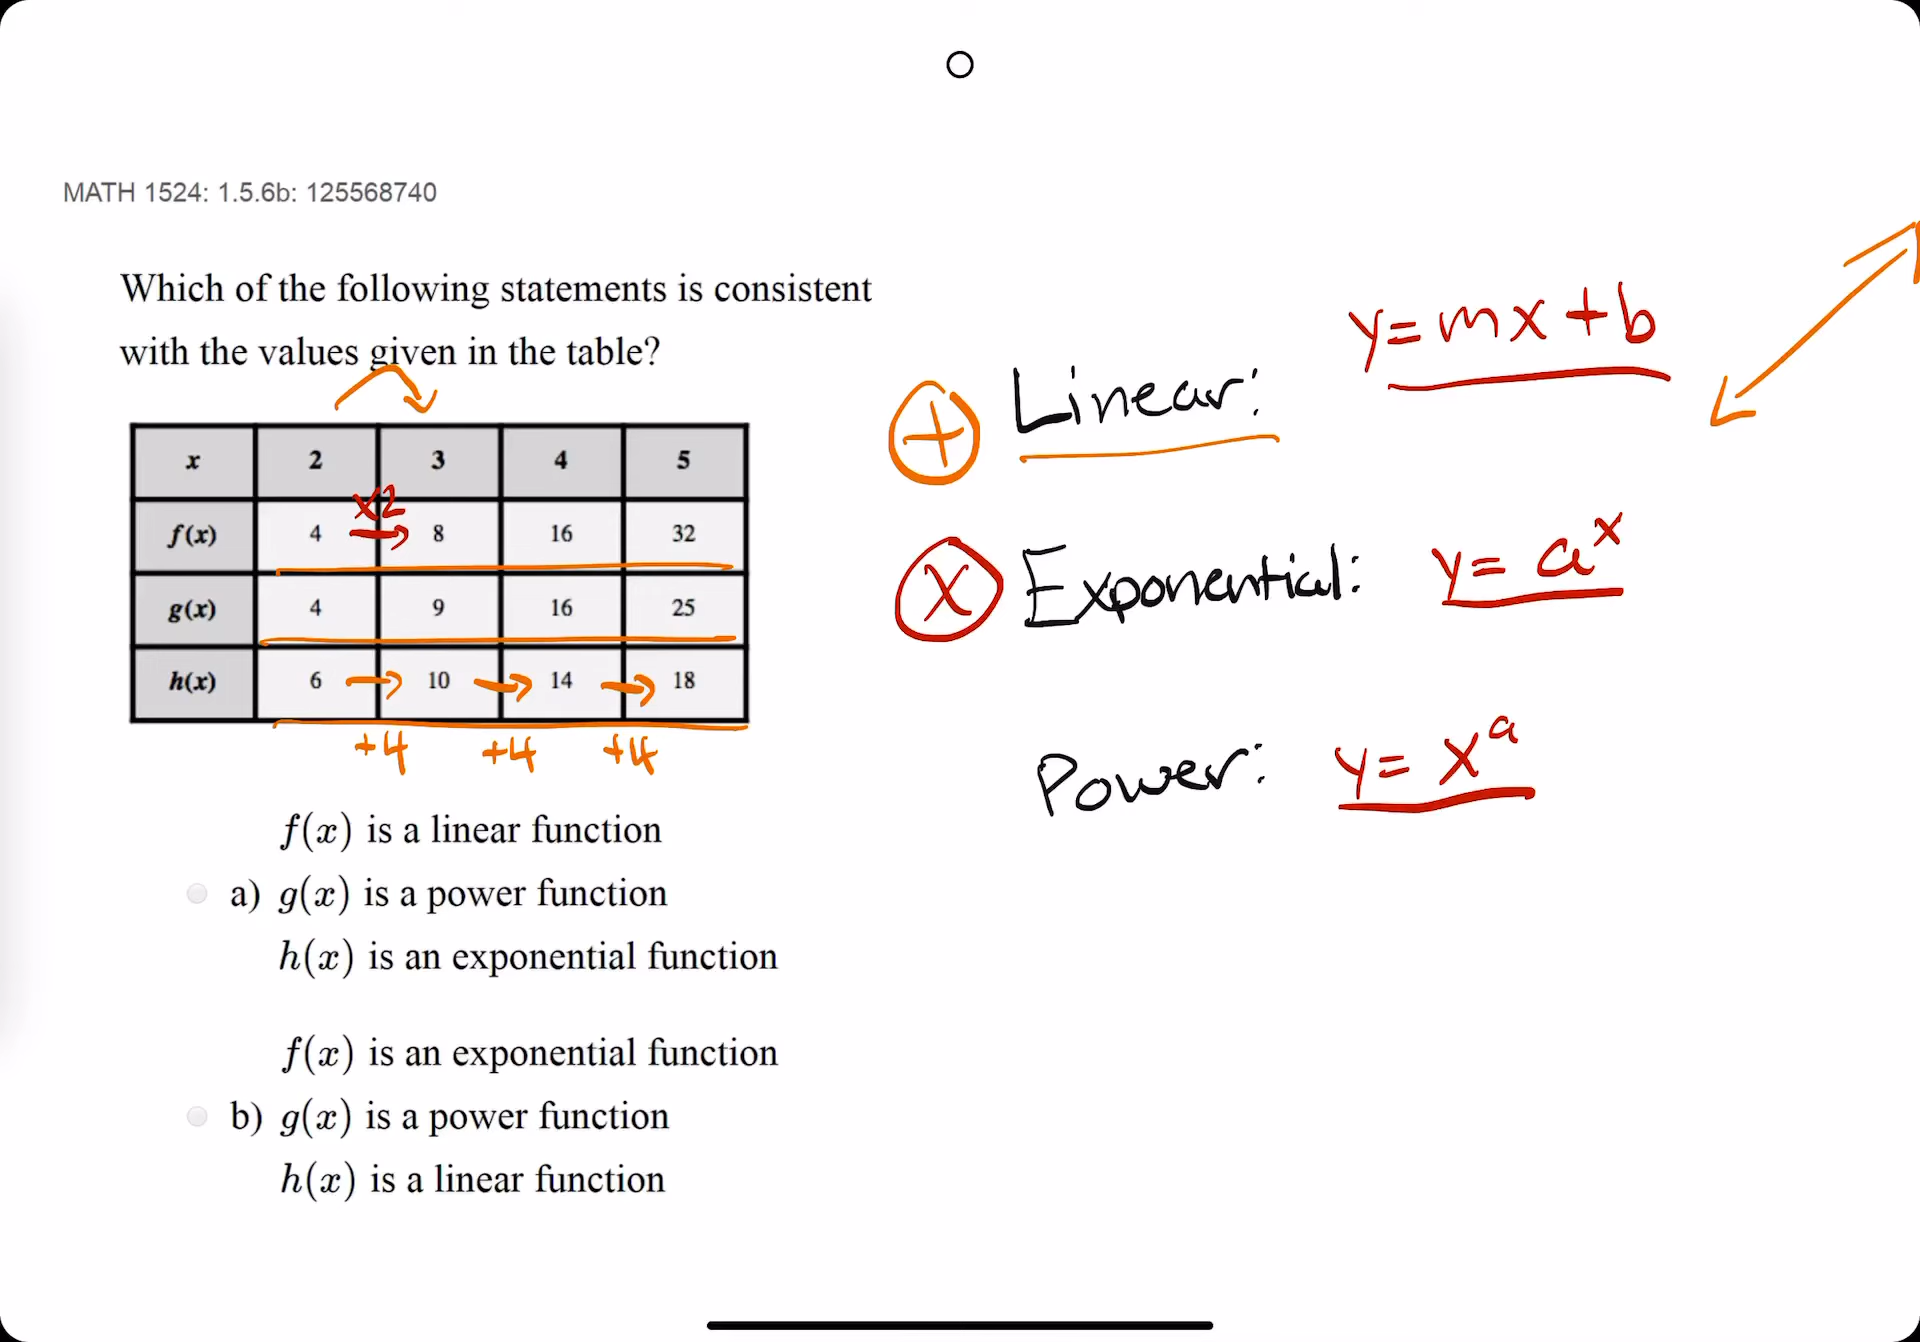 MATH 1524: 1.5.6b: 125568740
Which of the following statements is consistent
with the values given in the table?
x 2 3 4 5
×2
f(x) 4 8 16 32
g(x) 4 9 16 25
h(x) 6 10 14 18
+4 +4 +4
f(x) is a linear function
a) g(x) is a power function
h(x) is an exponential function
f(x) is an exponential function
b) g(x) is a power function
h(x) is a linear function
+ Linear: y=mx+b
x Exponential: y=a^x
Power: y=x^a